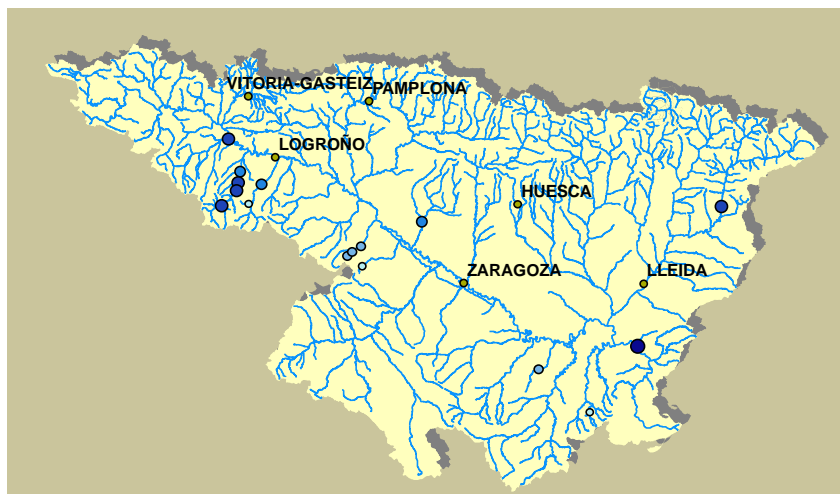 VITORIA-GASTEIZ
PAMPLONA
LOGROÑO
HUESCA
ZARAGOZA
LLEIDA